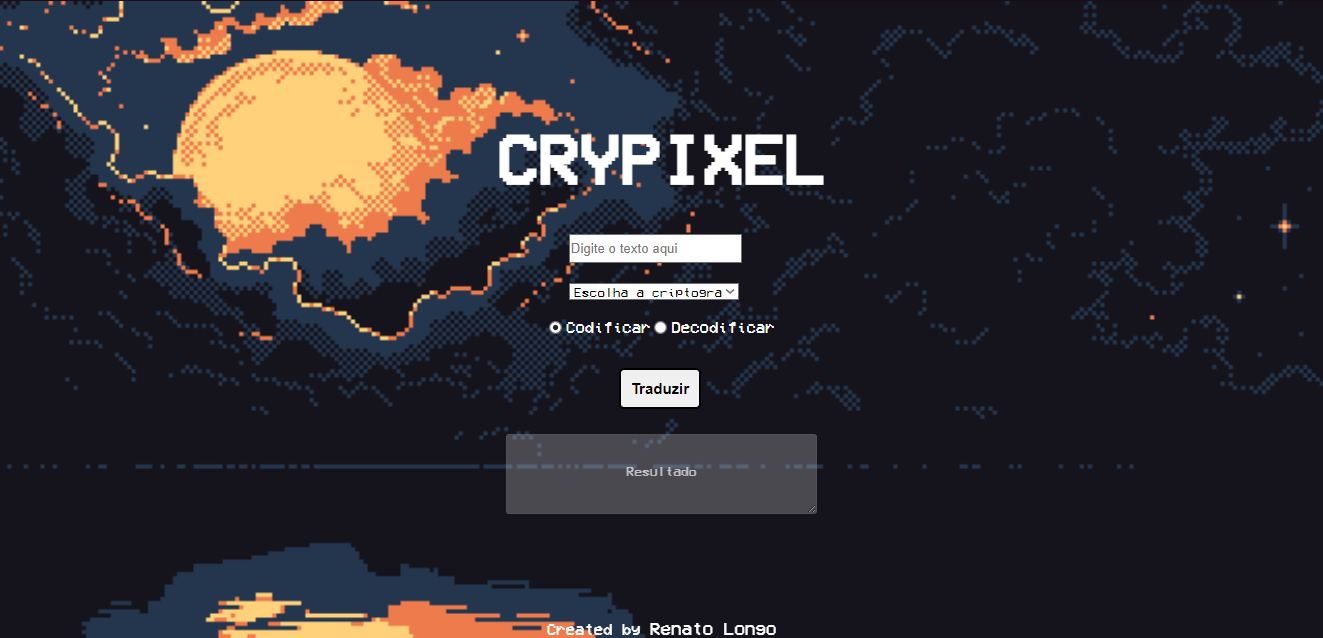 CRYPIXEL
Digite o texto aqui
Escolha a criptogra
Codificar Decodificar
Traduzir
Resultado
Created by Renato Longo